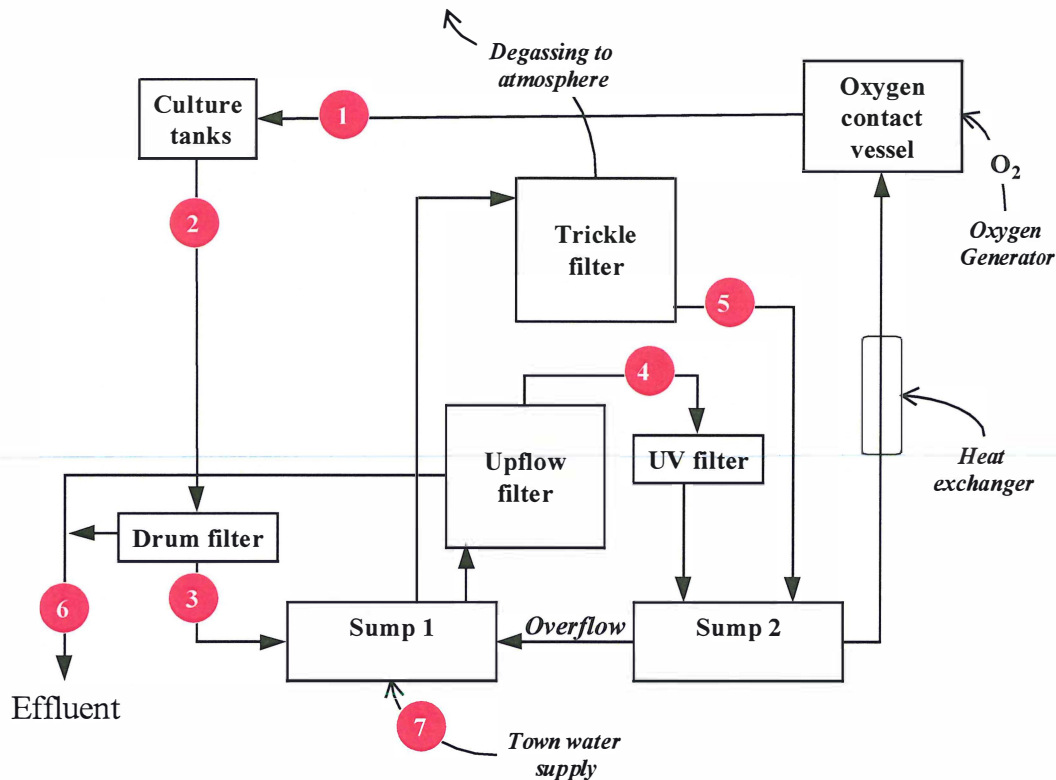 Degassing to
atmosphere
Culture
tanks
1
Oxygen
contact
vessel
O₂
Oxygen
Generator
2
Trickle
filter
5
4
Upflow
filter
UV filter
Heat
exchanger
Drum filter
3
6
Sump 1
Overflow
Sump 2
Effluent
7
Town water
supply